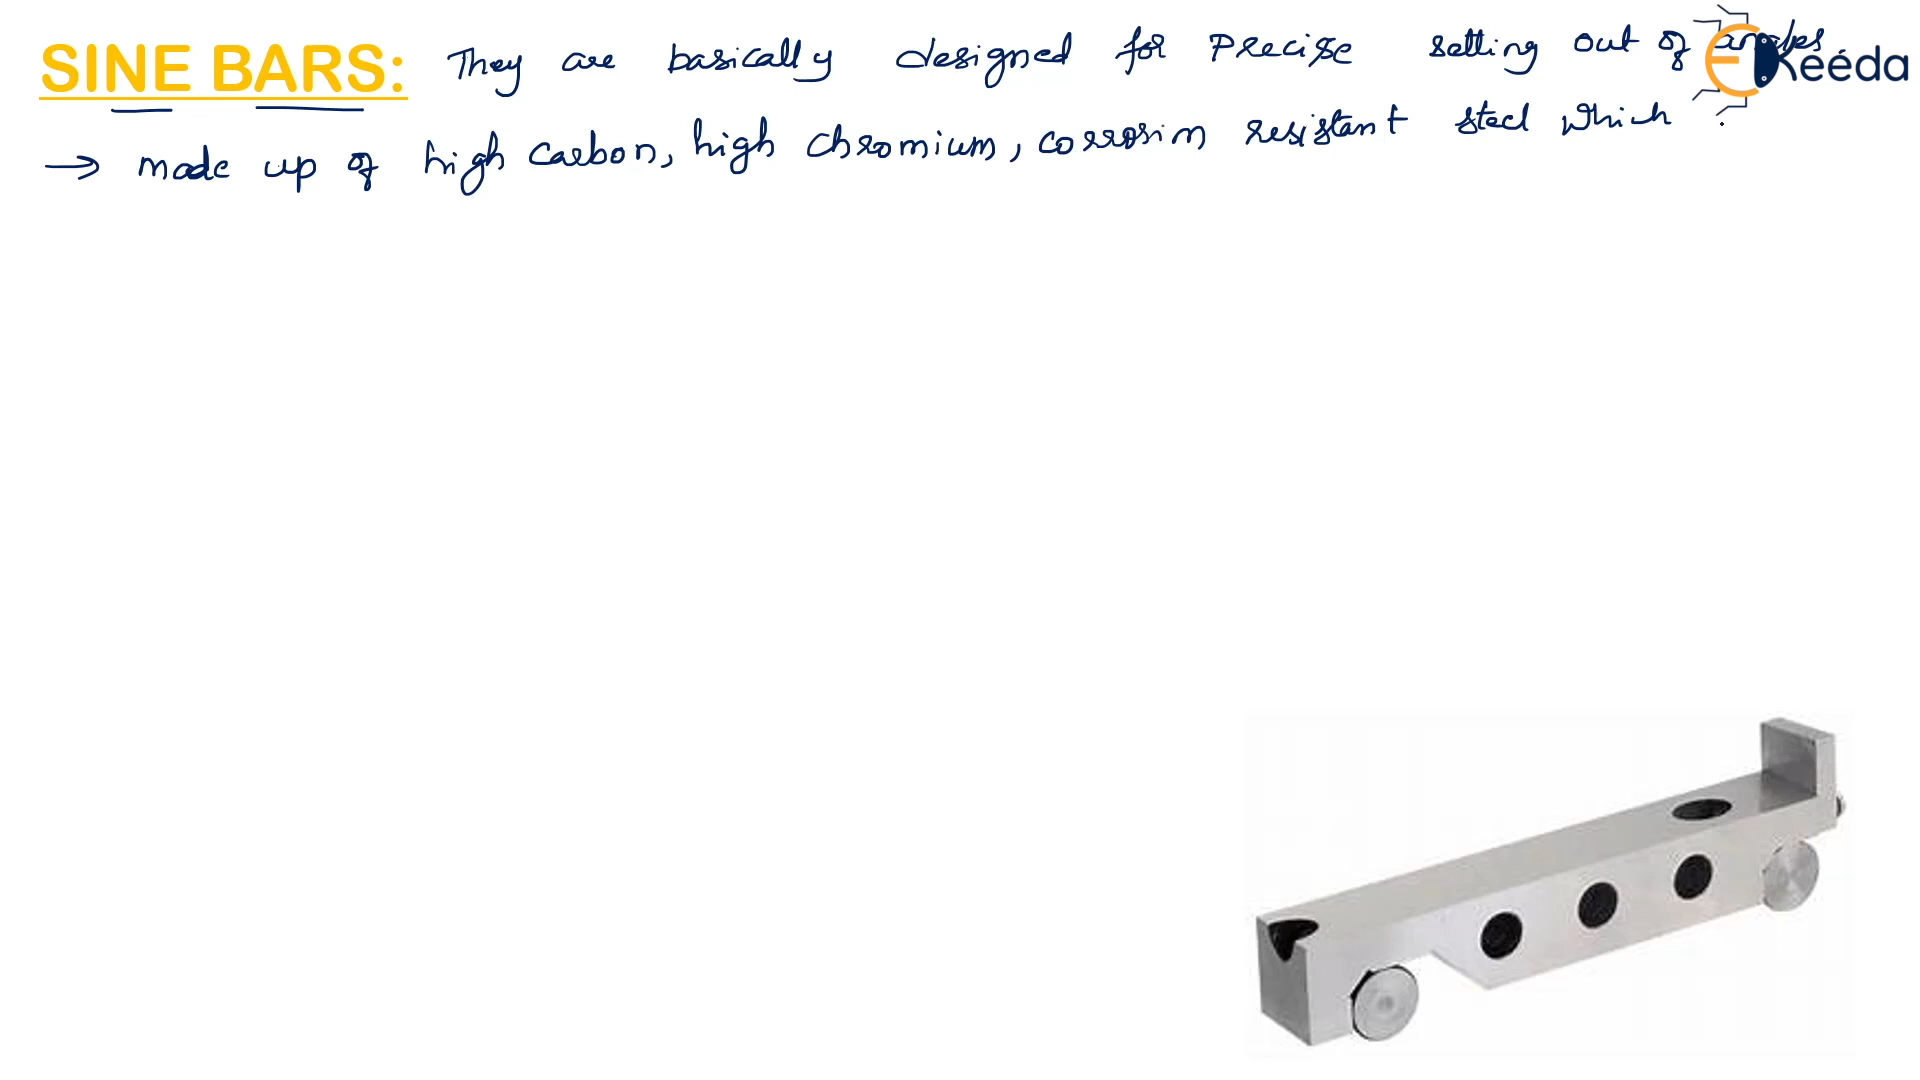 SINE BARS: They are basically designed for Precise setting out of angles
→ made up of high carbon, high chromium, corrosion resistant steel which
Ekeeda